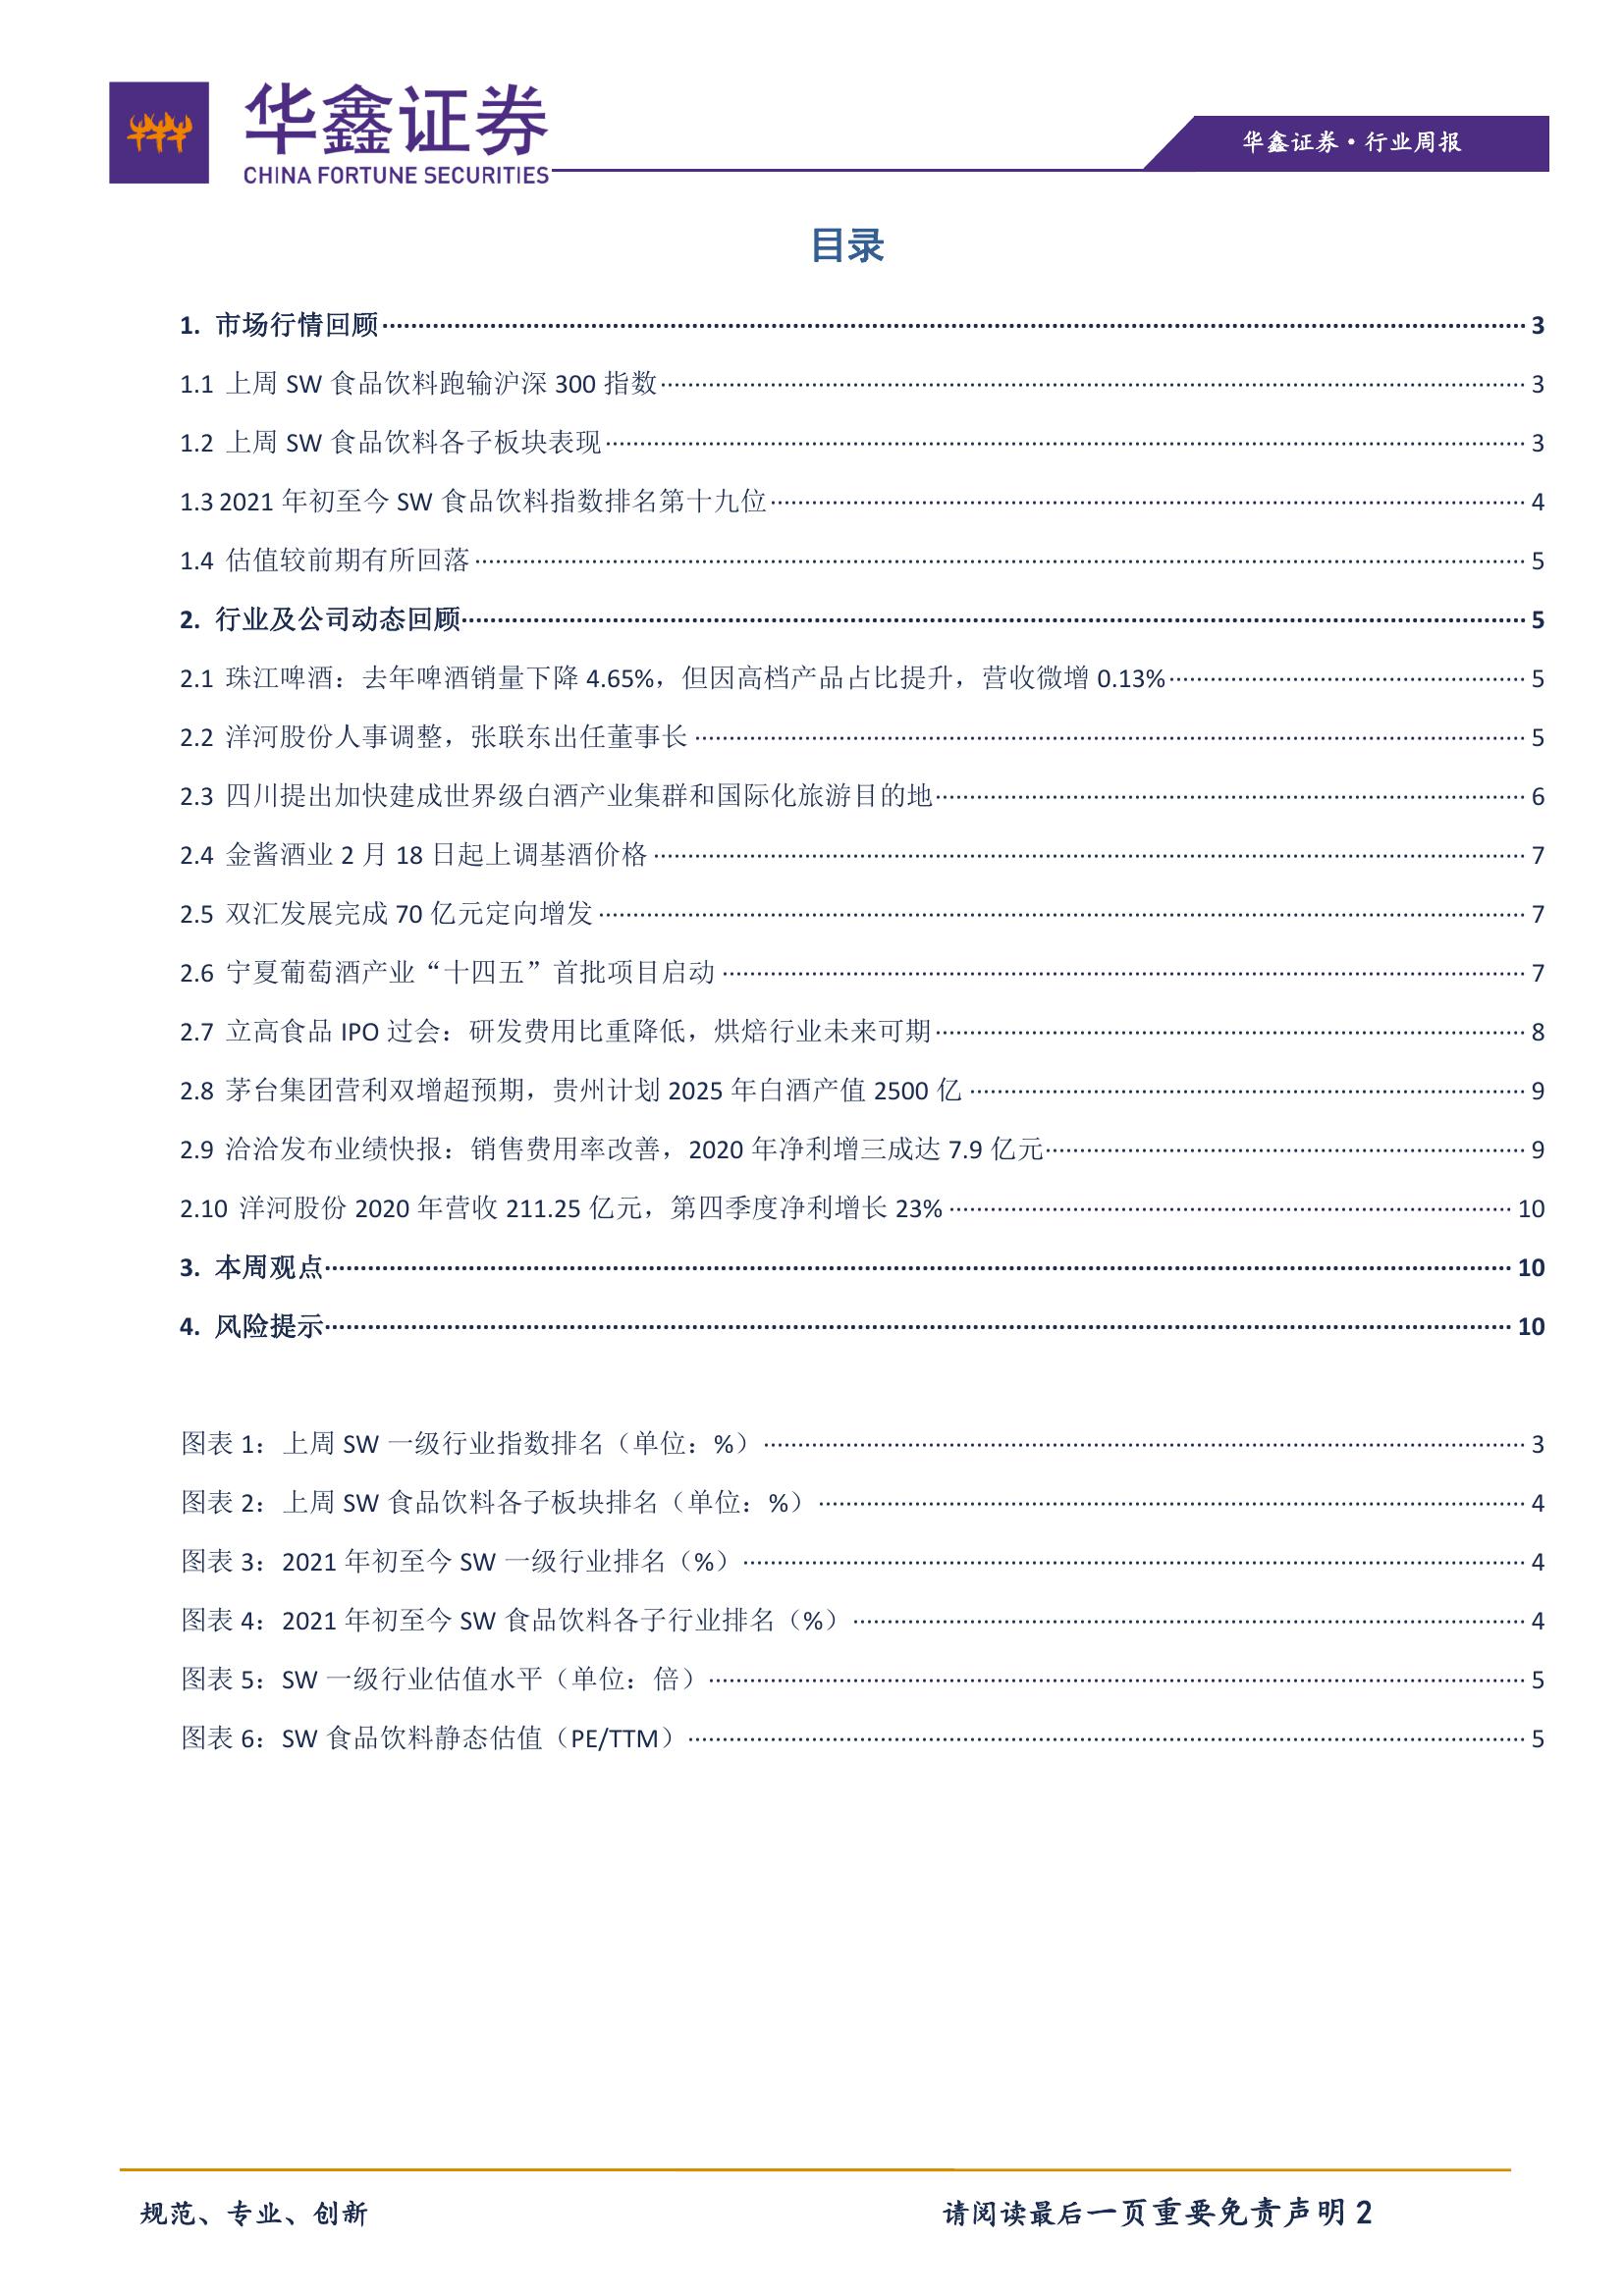 华鑫证券
CHINA FORTUNE SECURITIES
华鑫证券·行业周报
目录
1. 市场行情回顾 3
1.1 上周 SW 食品饮料跑输沪深 300 指数 3
1.2 上周 SW 食品饮料各子板块表现 3
1.3 2021 年初至今 SW 食品饮料指数排名第十九位 4
1.4 估值较前期有所回落 5
2. 行业及公司动态回顾 5
2.1 珠江啤酒：去年啤酒销量下降 4.65%，但因高档产品占比提升，营收微增 0.13% 5
2.2 洋河股份人事调整，张联东出任董事长 5
2.3 四川提出加快建成世界级白酒产业集群和国际化旅游目的地 6
2.4 金酱酒业 2 月 18 日起上调基酒价格 7
2.5 双汇发展完成 70 亿元定向增发 7
2.6 宁夏葡萄酒产业“十四五”首批项目启动 7
2.7 立高食品 IPO 过会：研发费用比重降低，烘焙行业未来可期 8
2.8 茅台集团营利双增超预期，贵州计划 2025 年白酒产值 2500 亿 9
2.9 洽洽发布业绩快报：销售费用率改善，2020 年净利增三成达 7.9 亿元 9
2.10 洋河股份 2020 年营收 211.25 亿元，第四季度净利增长 23% 10
3. 本周观点 10
4. 风险提示 10
图表 1：上周 SW 一级行业指数排名（单位：%） 3
图表 2：上周 SW 食品饮料各子板块排名（单位：%） 4
图表 3：2021 年初至今 SW 一级行业排名（%） 4
图表 4：2021 年初至今 SW 食品饮料各子行业排名（%） 4
图表 5：SW 一级行业估值水平（单位：倍） 5
图表 6：SW 食品饮料静态估值（PE/TTM） 5
规范、专业、创新
请阅读最后一页重要免责声明 2